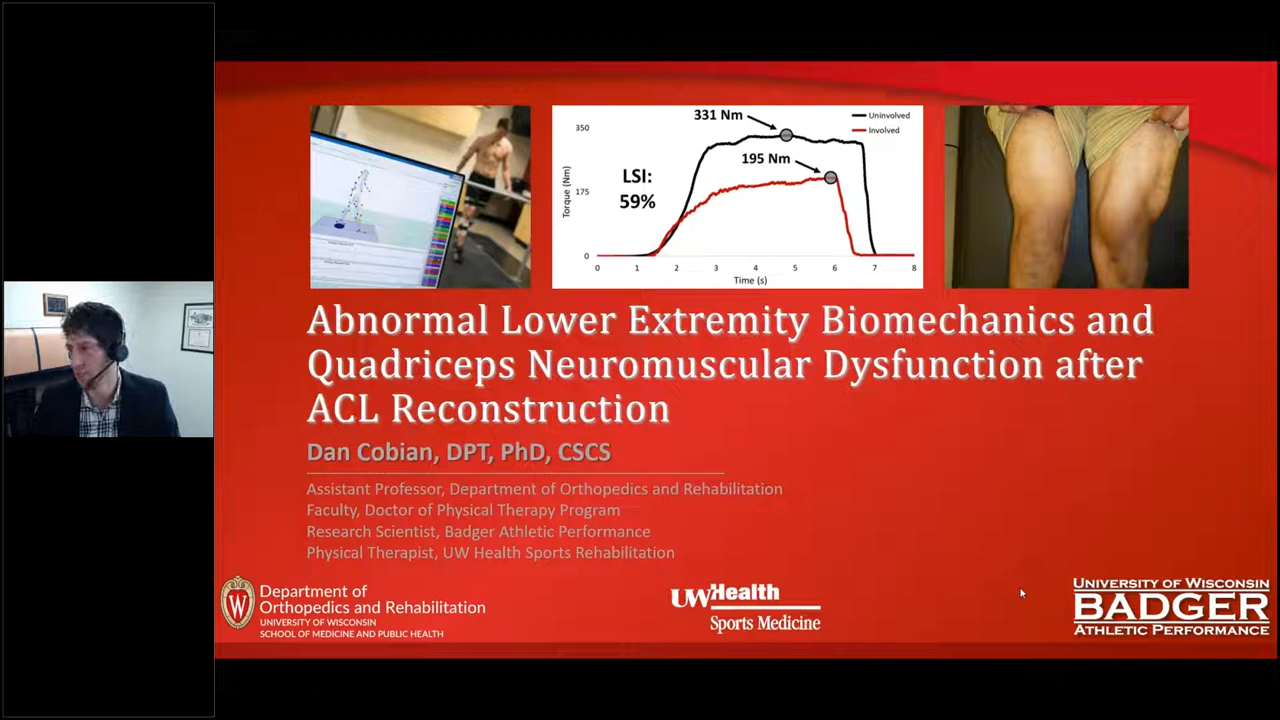 331 Nm
Uninvolved
Involved
350
195 Nm
LSI:
59%
175
Torque (Nm)
0
0 1 2 3 4 5 6 7 8
Time (s)
Abnormal Lower Extremity Biomechanics and
Quadriceps Neuromuscular Dysfunction after
ACL Reconstruction
Dan Cobian, DPT, PhD, CSCS
Assistant Professor, Department of Orthopedics and Rehabilitation
Faculty, Doctor of Physical Therapy Program
Research Scientist, Badger Athletic Performance
Physical Therapist, UW Health Sports Rehabilitation
W
Department of
Orthopedics and Rehabilitation
UNIVERSITY OF WISCONSIN
SCHOOL OF MEDICINE AND PUBLIC HEALTH
UWHealth
Sports Medicine
UNIVERSITY OF WISCONSIN
BADGER
ATHLETIC PERFORMANCE